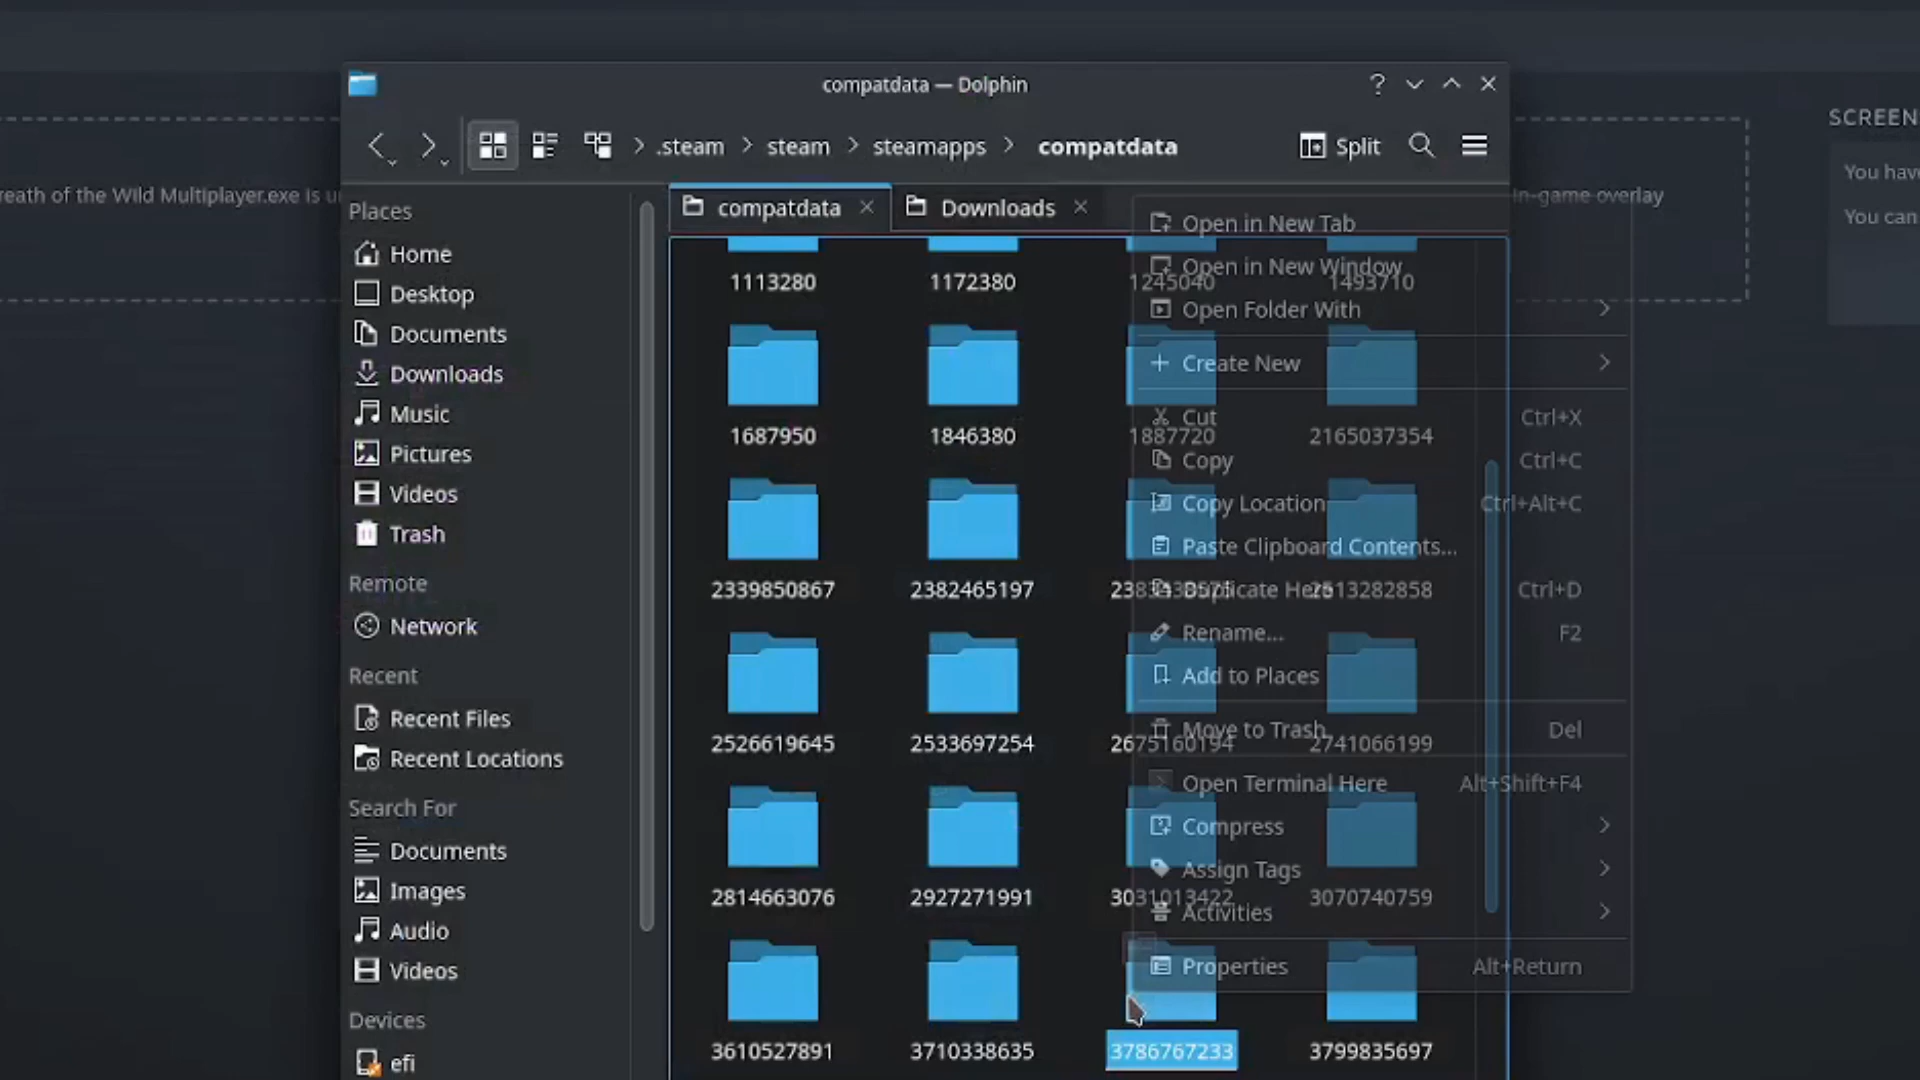 compatdata — Dolphin
.steam
steam
steamapps
compatdata
Split
SCREEN
You have
You can
reath of the Wild Multiplayer.exe is u
in-game overlay
Places
Home
Desktop
Documents
Downloads
Music
Pictures
Videos
Trash
Remote
Network
Recent
Recent Files
Recent Locations
Search For
Documents
Images
Audio
Videos
Devices
efi
compatdata
Downloads
1113280
1172380
1245040
1493710
1687950
1846380
1887720
2165037354
2339850867
2382465197
2513282858
2526619645
2533697254
2675160194
2741066199
2814663076
2927271991
3031013422
3070740759
3610527891
3710338635
3786767233
3799835697
Open in New Tab
Open in New Window
Open Folder With
Create New
Cut Ctrl+X
Copy Ctrl+C
Copy Location Ctrl+Alt+C
Paste Clipboard Contents...
Duplicate Here Ctrl+D
Rename... F2
Add to Places
Move to Trash Del
Open Terminal Here Alt+Shift+F4
Compress
Assign Tags
Activities
Properties Alt+Return